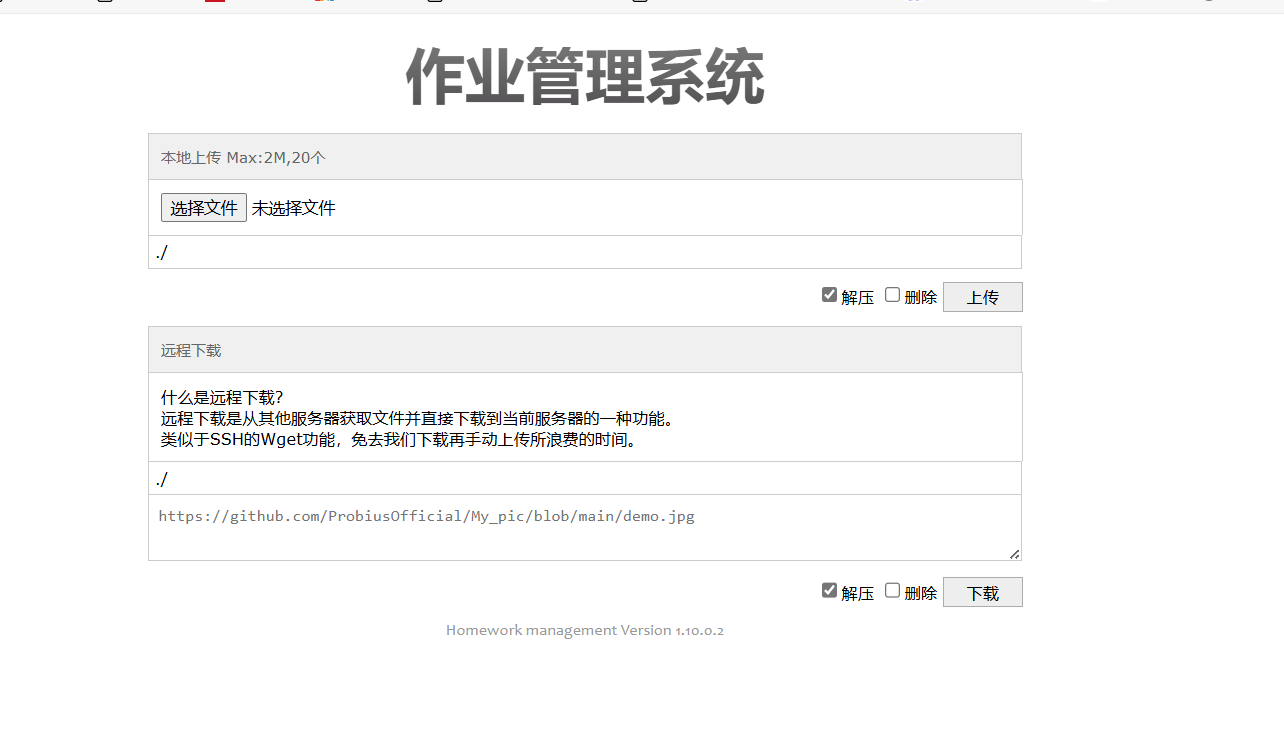 作业管理系统
本地上传 Max:2M,20个
选择文件 未选择文件
./
解压 删除 上传
远程下载
什么是远程下载？
远程下载是从其他服务器获取文件并直接下载到当前服务器的一种功能。
类似于SSH的Wget功能，免去我们下载再手动上传所浪费的时间。
./
https://github.com/ProbiusOfficial/My_pic/blob/main/demo.jpg
解压 删除 下载
Homework management Version 1.10.0.2